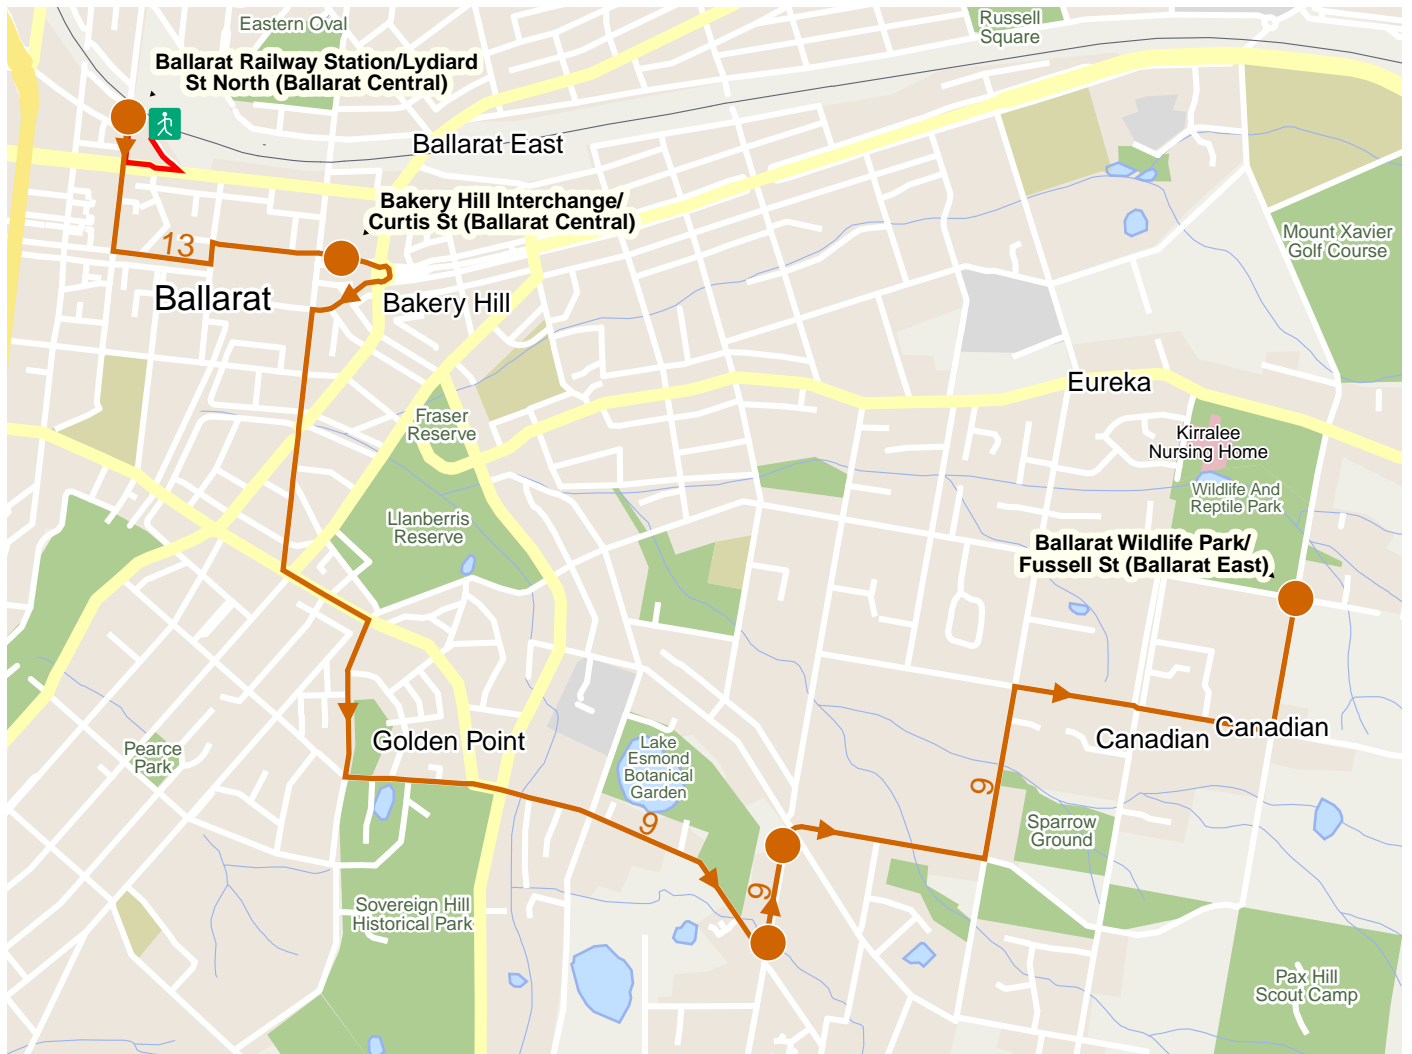 Eastern Oval
Russell
Square
Ballarat Railway Station/Lydiard
St North (Ballarat Central)
Ballarat East
Bakery Hill Interchange/
Curtis St (Ballarat Central)
Mount Xavier
Golf Course
13
Ballarat
Bakery Hill
Eureka
Fraser
Reserve
Kirralee
Nursing Home
Wildlife And
Reptile Park
Llanberris
Reserve
Ballarat Wildlife Park/
Fussell St (Ballarat East)
Canadian
Canadian
Golden Point
Pearce
Park
Lake
Esmond
Botanical
Garden
9
9
Sparrow
Ground
9
Sovereign Hill
Historical Park
Pax Hill
Scout Camp